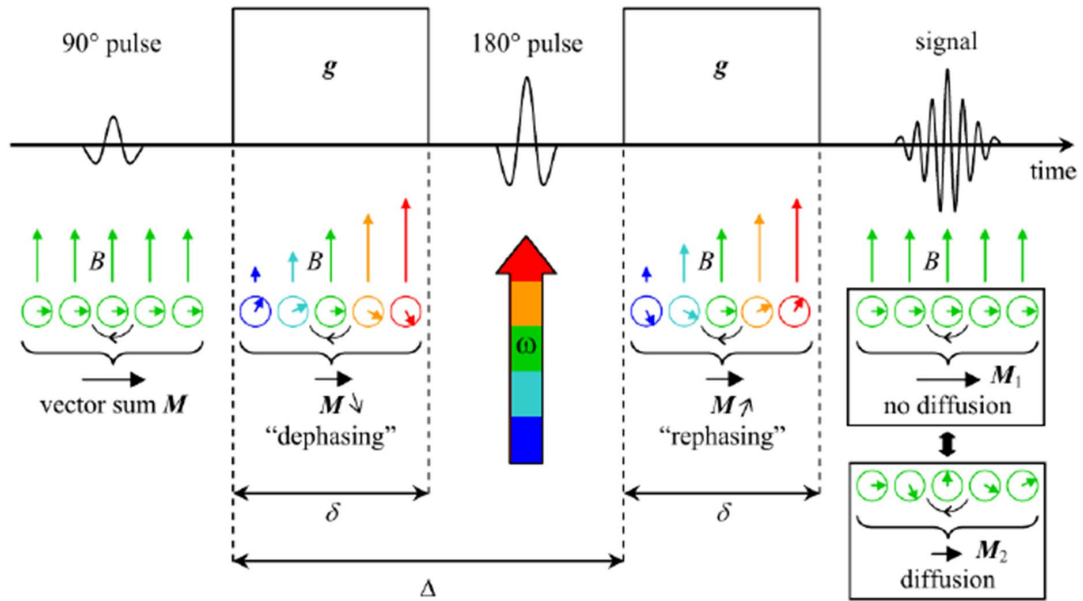 90° pulse
g
180° pulse
g
signal
time
B
B
ω
B
B
vector sum M
M ↘
"dephasing"
M ↗
"rephasing"
M₁
no diffusion
δ
δ
M₂
diffusion
Δ